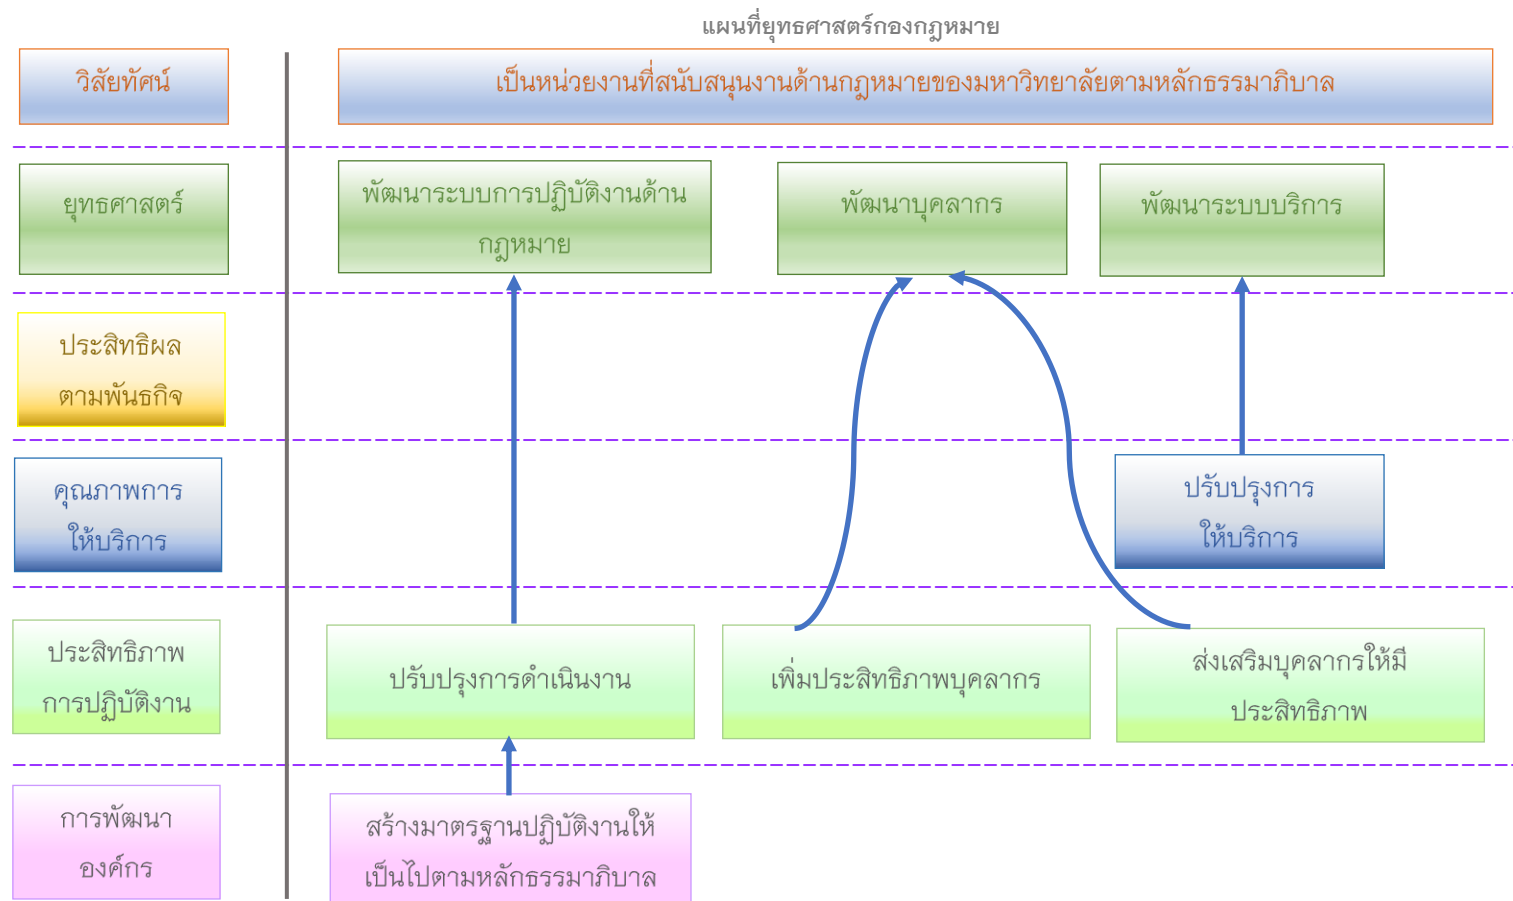 แผนที่ยุทธศาสตร์กองกฎหมาย
วิสัยทัศน์
เป็นหน่วยงานที่สนับสนุนงานด้านกฎหมายของมหาวิทยาลัยตามหลักธรรมาภิบาล
ยุทธศาสตร์
พัฒนาระบบการปฏิบัติงานด้าน
กฎหมาย
พัฒนาบุคลากร
พัฒนาระบบบริการ
ประสิทธิผล
ตามพันธกิจ
คุณภาพการ
ให้บริการ
ปรับปรุงการ
ให้บริการ
ประสิทธิภาพ
การปฏิบัติงาน
ปรับปรุงการดำเนินงาน
เพิ่มประสิทธิภาพบุคลากร
ส่งเสริมบุคลากรให้มี
ประสิทธิภาพ
การพัฒนา
องค์กร
สร้างมาตรฐานปฏิบัติงานให้
เป็นไปตามหลักธรรมาภิบาล